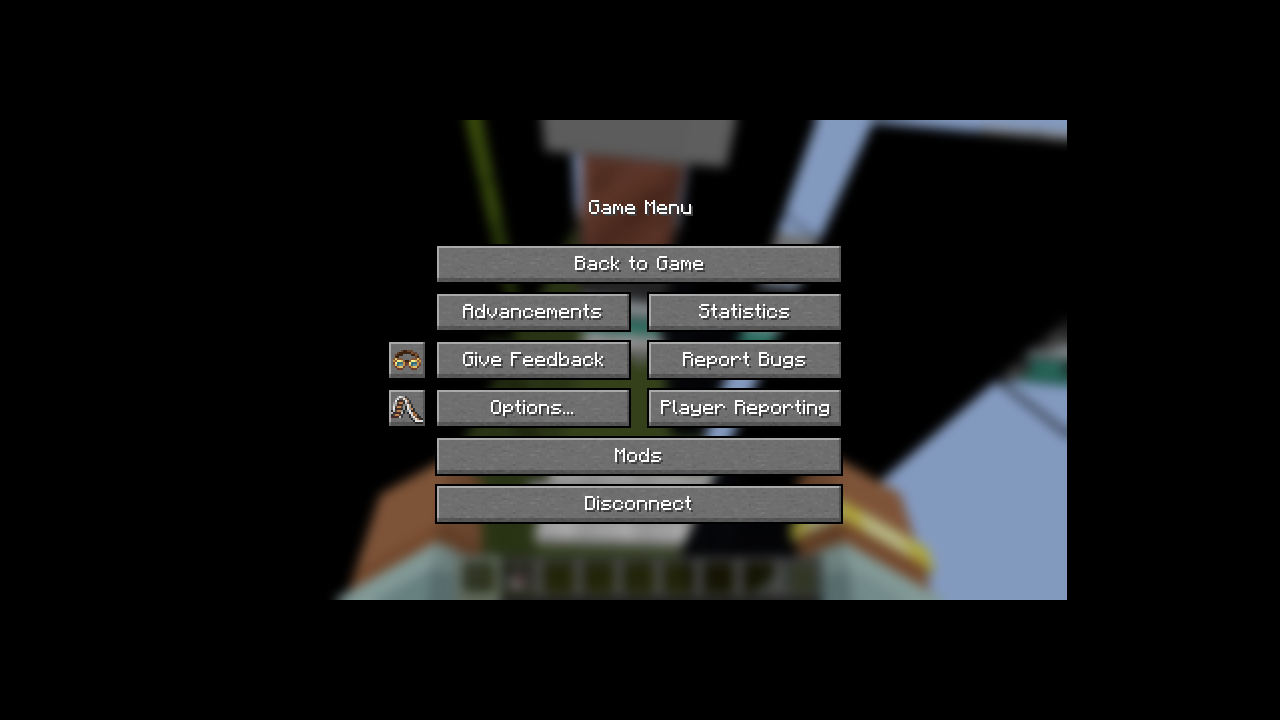 Game Menu
Back to Game
Advancements
Statistics
Give Feedback
Report Bugs
Options...
Player Reporting
Mods
Disconnect